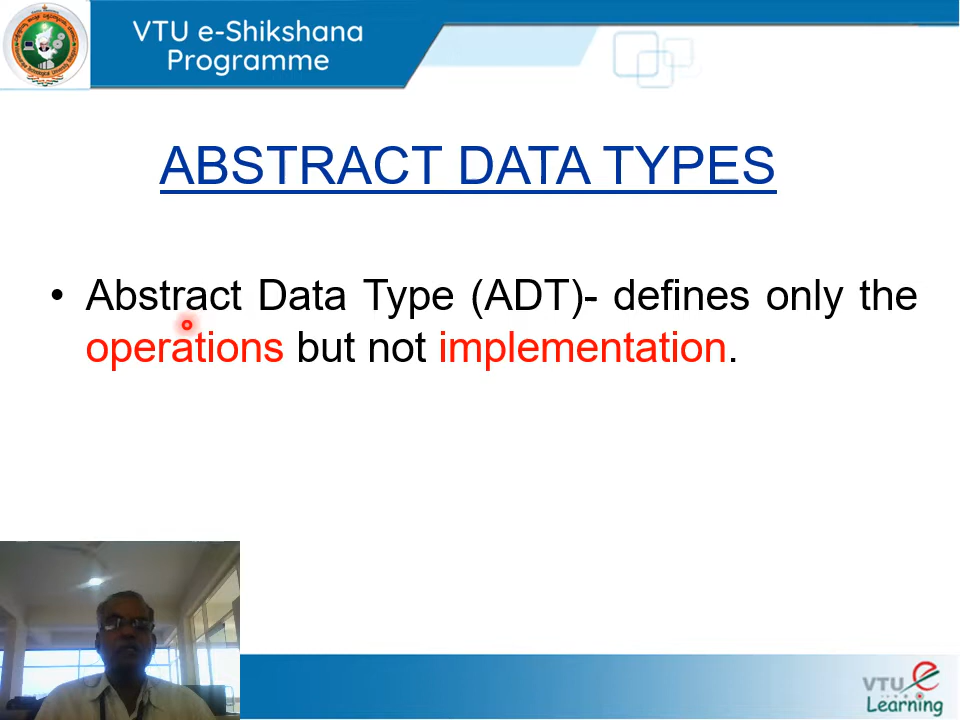 VTU e-Shikshana
Programme
ABSTRACT DATA TYPES
• Abstract Data Type (ADT)- defines only the
operations but not implementation.
VTU e
Learning